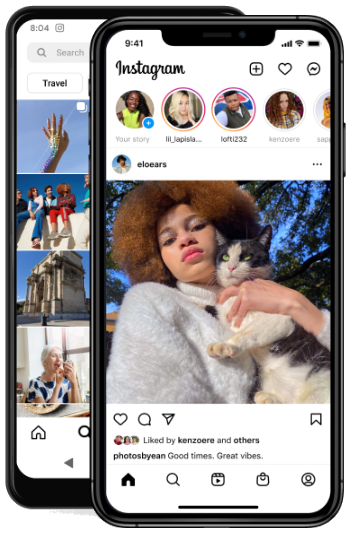 8:04
Search
Travel
9:41
Instagram
Your story
lil_lapisla...
lofti232
kenzoere
eloears
Liked by kenzoere and others
photosbyean Good times. Great vibes.